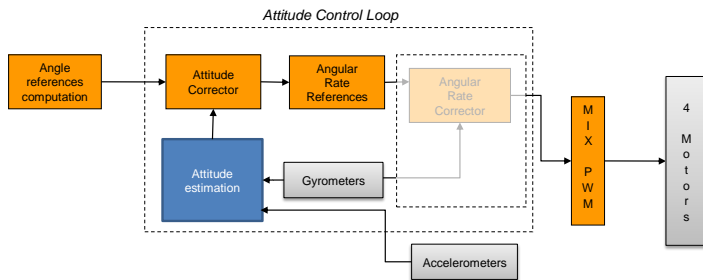 Attitude Control Loop
Angle
references
computation
Attitude
Corrector
Angular
Rate
References
Angular
Rate
Corrector
Attitude
estimation
Gyrometers
Accelerometers
M
I
X
P
W
M
4
M
o
t
o
r
s